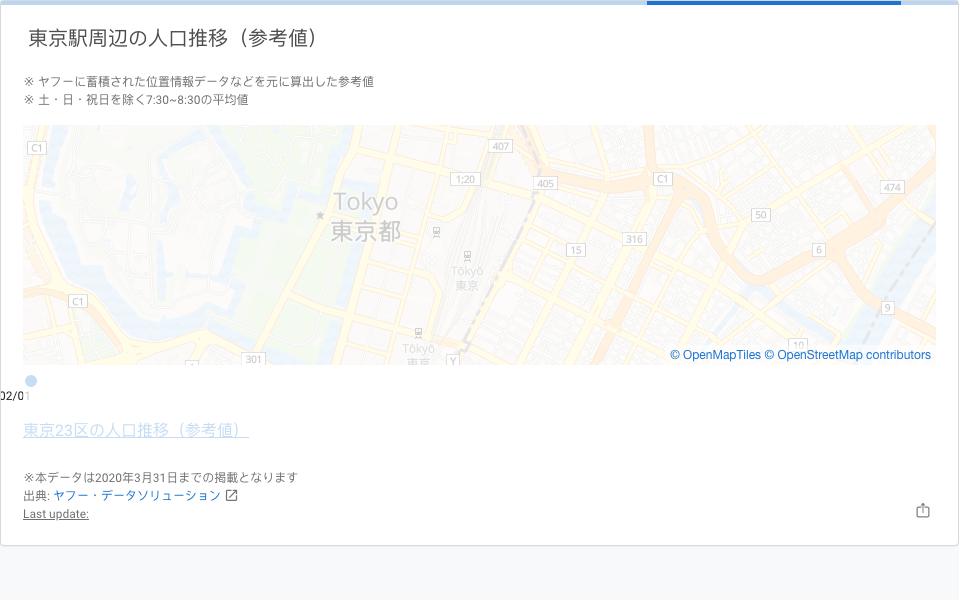 東京駅周辺の人口推移（参考値）
※ ヤフーに蓄積された位置情報データなどを元に算出した参考値
※ 土・日・祝日を除く7:30~8:30の平均値
C1
407
1;20
405
C1
474
Tokyo
東京都
50
316
15
6
Tōkyō
東京
C1
9
10
Tōkyō
東京
301
Y
© OpenMapTiles © OpenStreetMap contributors
02/01
東京23区の人口推移（参考値）
※本データは2020年3月31日までの掲載となります
出典: ヤフー・データソリューション
Last update: